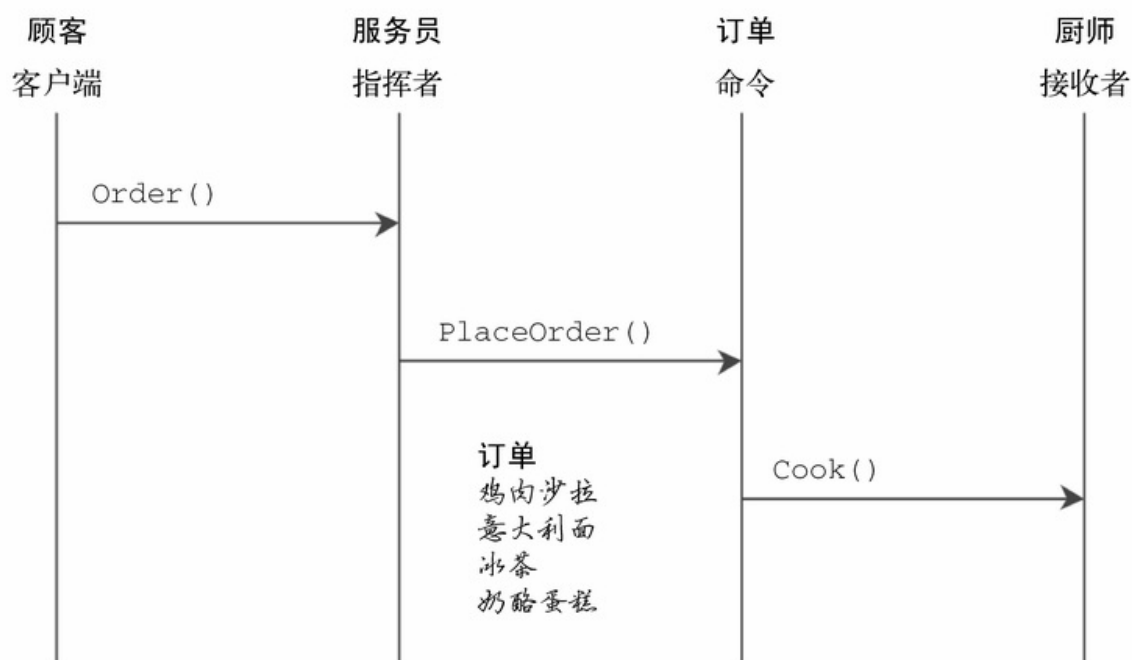 顾客 服务员 订单 厨师
客户端 指挥者 命令 接收者
Order()
PlaceOrder()
订单
Cook()
鸡肉沙拉
意大利面
冰茶
奶酪蛋糕